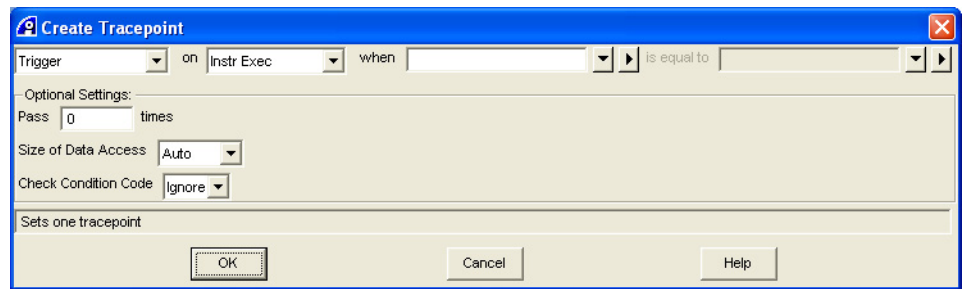 Create Tracepoint
Trigger on Instr Exec when is equal to
Optional Settings:
Pass 0 times
Size of Data Access Auto
Check Condition Code Ignore
Sets one tracepoint
OK Cancel Help